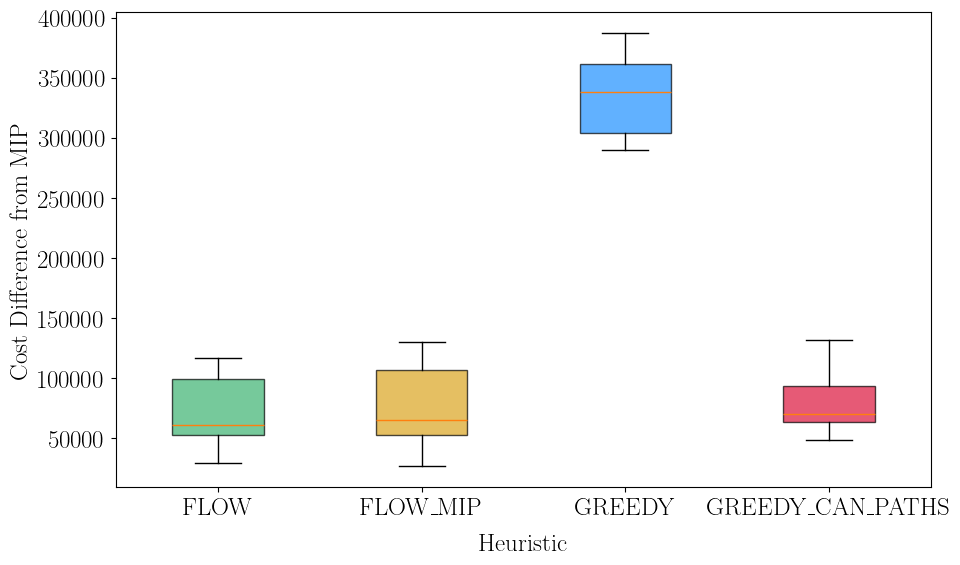 400000
350000
300000
250000
200000
150000
100000
50000
Cost Difference from MIP
FLOW
FLOW_MIP
GREEDY
GREEDY_CAN_PATHS
Heuristic